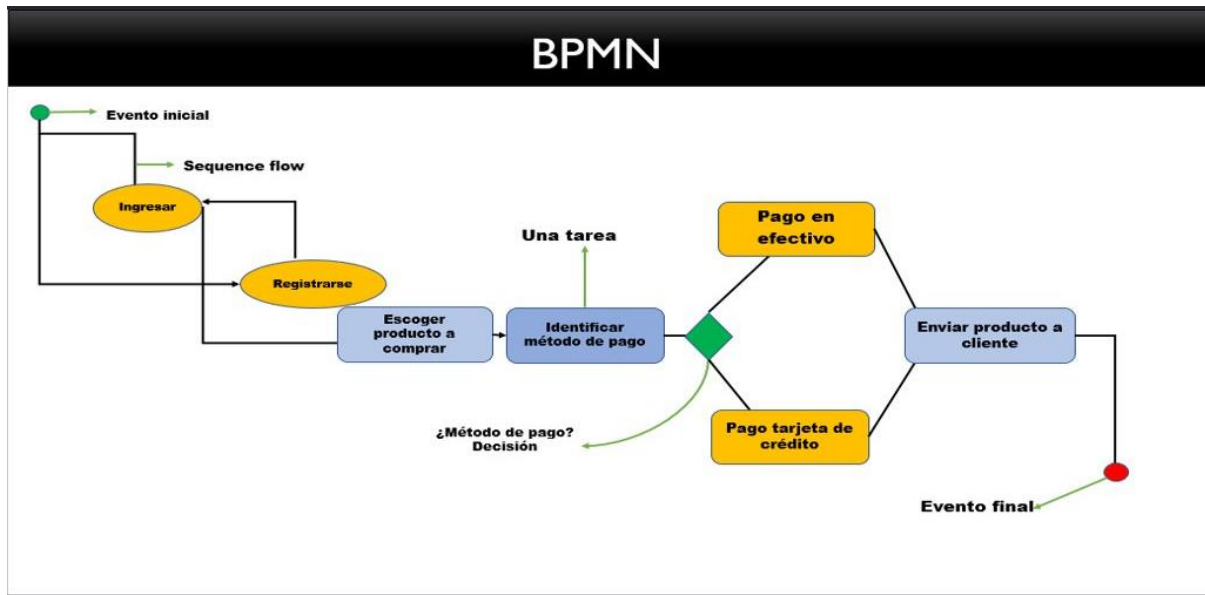 BPMN
Evento inicial
Sequence flow
Ingresar
Registrarse
Escoger
producto a
comprar
Una tarea
Identificar
método de pago
¿Método de pago?
Decisión
Pago en
efectivo
Pago tarjeta de
crédito
Enviar producto a
cliente
Evento final